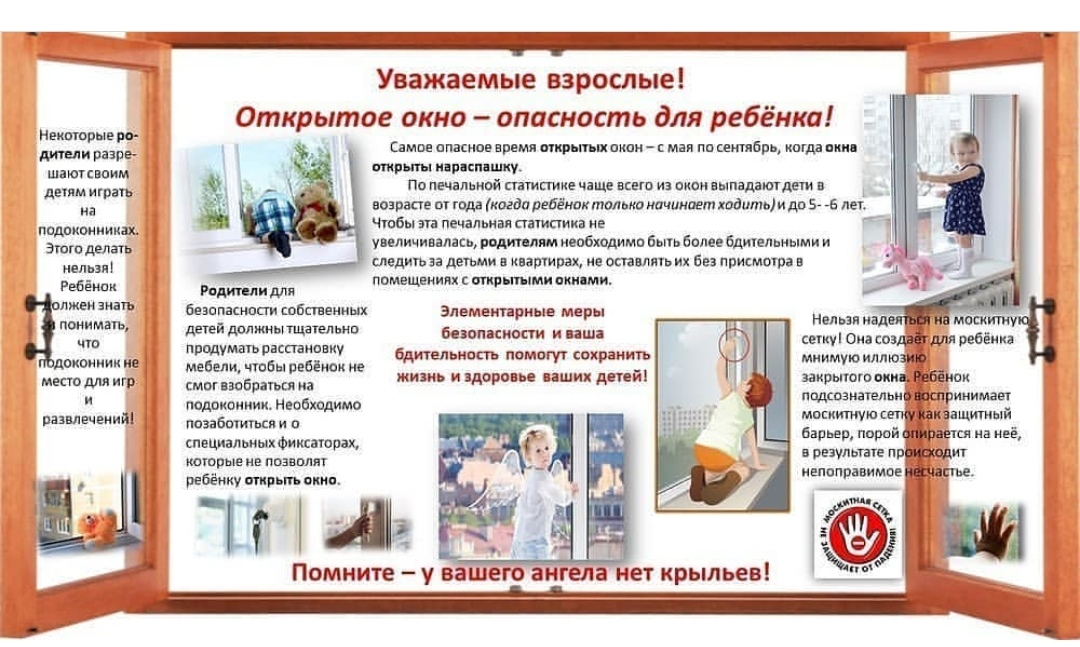 Уважаемые взрослые!
Открытое окно – опасность для ребёнка!
Некоторые ро-
дители разре-
шают своим
детям играть
на
подоконниках.
Этого делать
нельзя!
Ребёнок
должен знать
и понимать,
что
подоконник не
место для игр
и
развлечений!
Самое опасное время открытых окон – с мая по сентябрь, когда окна
открыты нараспашку.
По печальной статистике чаще всего из окон выпадают дети в
возрасте от года (когда ребёнок только начинает ходить) и до 5- -6 лет.
Чтобы эта печальная статистика не
увеличивалась, родителям необходимо быть более бдительными и
следить за детьми в квартирах, не оставлять их без присмотра в
помещениях с открытыми окнами.
Родители для
безопасности собственных
детей должны тщательно
продумать расстановку
мебели, чтобы ребёнок не
смог взобраться на
подоконник. Необходимо
позаботиться и о
специальных фиксаторах,
которые не позволят
ребёнку открыть окно.
Элементарные меры
безопасности и ваша
бдительность помогут сохранить
жизнь и здоровье ваших детей!
Нельзя надеяться на москитную
сетку! Она создаёт для ребёнка
мнимую иллюзию
закрытого окна. Ребёнок
подсознательно воспринимает
москитную сетку как защитный
барьер, порой опирается на неё,
в результате происходит
непоправимое несчастье.
МОСКИТНАЯ СЕТКА
НЕ ЗАЩИЩАЕТ ОТ ПАДЕНИЯ!
Помните – у вашего ангела нет крыльев!